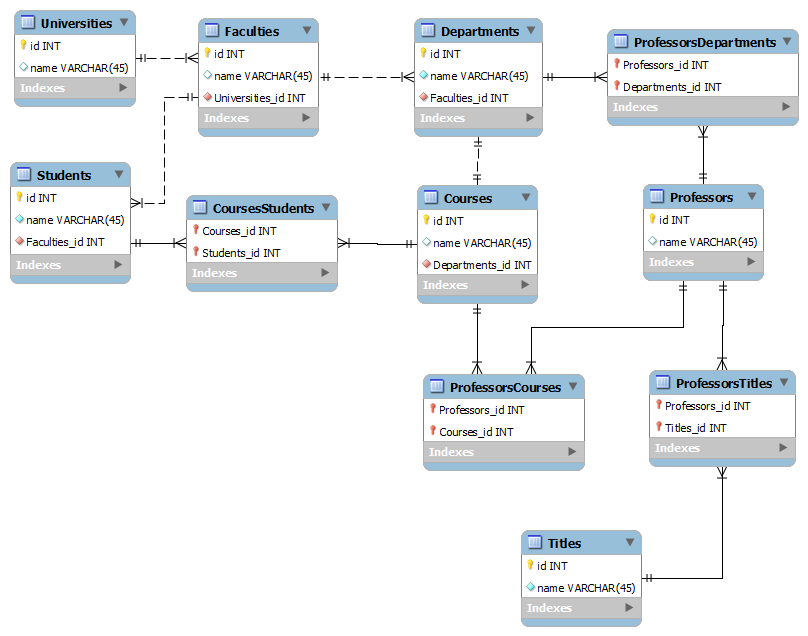 Universities
id INT
name VARCHAR(45)
Indexes
Faculties
id INT
name VARCHAR(45)
Universities_id INT
Indexes
Departments
id INT
name VARCHAR(45)
Faculties_id INT
Indexes
ProfessorsDepartments
Professors_id INT
Departments_id INT
Indexes
Students
id INT
name VARCHAR(45)
Faculties_id INT
Indexes
CoursesStudents
Courses_id INT
Students_id INT
Indexes
Courses
id INT
name VARCHAR(45)
Departments_id INT
Indexes
Professors
id INT
name VARCHAR(45)
Indexes
ProfessorsCourses
Professors_id INT
Courses_id INT
Indexes
ProfessorsTitles
Professors_id INT
Titles_id INT
Indexes
Titles
id INT
name VARCHAR(45)
Indexes